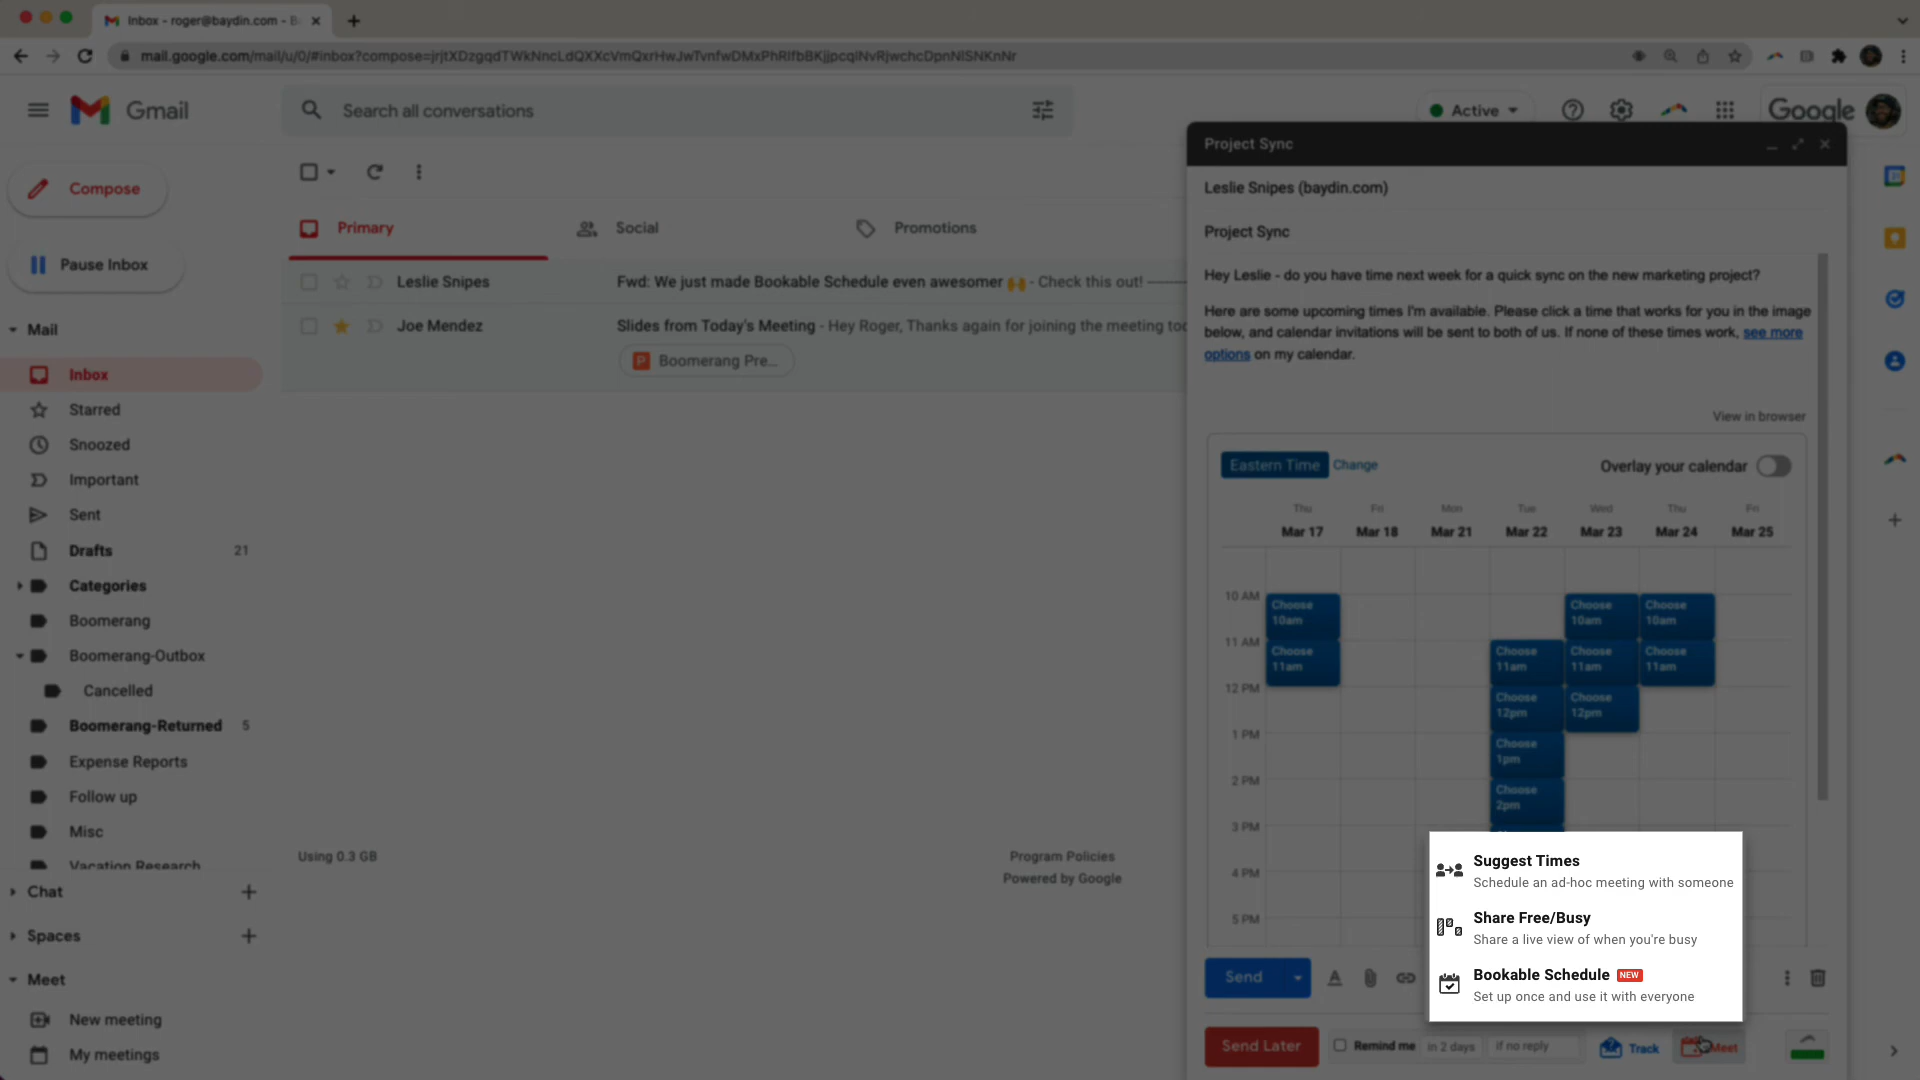 Inbox - roger@baydin.com - B
mail.google.com/mail/u/0/#inbox?compose=jrjtXDzgqdTWkNncLdQXXcVmQxrHwJwTvnfwDMxPhRlfbBKjjpcqlNvRjwchcDpnNlSNKnNr
Gmail
Search all conversations
Active
Google
Compose
Pause Inbox
Mail
Inbox
Starred
Snoozed
Important
Sent
Drafts 21
Categories
Boomerang
Boomerang-Outbox
Cancelled
Boomerang-Returned 5
Expense Reports
Follow up
Misc
Vacation Research
Chat
Spaces
Meet
New meeting
My meetings
Primary
Social
Promotions
Leslie Snipes Fwd: We just made Bookable Schedule even awesomer 🙌 - Check this out!
Joe Mendez Slides from Today's Meeting - Hey Roger, Thanks again for joining the meeting
Boomerang Pre...
Using 0.3 GB
Program Policies
Powered by Google
Project Sync
Leslie Snipes (baydin.com)
Project Sync
Hey Leslie - do you have time next week for a quick sync on the new marketing project?
Here are some upcoming times I'm available. Please click a time that works for you in the image
below, and calendar invitations will be sent to both of us. If none of these times work, see more
options on my calendar.
View in browser
Eastern Time Change
Overlay your calendar
Thu Fri Mon Tue Wed Thu Fri
Mar 17 Mar 18 Mar 21 Mar 22 Mar 23 Mar 24 Mar 25
10 AM
Choose
10am
Choose
10am
Choose
10am
11 AM
Choose
11am
Choose
11am
Choose
11am
Choose
11am
12 PM
Choose
12pm
Choose
12pm
1 PM
Choose
1pm
2 PM
Choose
2pm
3 PM
4 PM
5 PM
Suggest Times
Schedule an ad-hoc meeting with someone
Share Free/Busy
Share a live view of when you're busy
Bookable Schedule NEW
Set up once and use it with everyone
Send
Send Later
Remind me in 2 days if no reply
Track
Meet